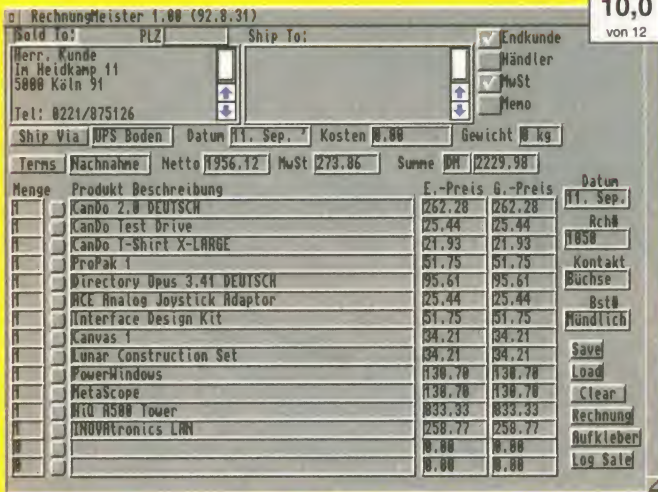 10,0
von 12
RechnungMeister 1.00 (92.8.31)
Sold To: PLZ Ship To:
Endkunde
Händler
MwSt
Memo
Herr. Kunde
Im Heidkamp 11
5000 Köln 91
Tel: 0221/875126
Ship Via UPS Boden Datum 11. Sep. ' Kosten 0.00 Gewicht 0 kg
Terms Nachnahme Netto 1956.12 MwSt 273.86 Summe DM 2229.98
Menge Produkt Beschreibung E.-Preis G.-Preis
1 CanDo 2.0 DEUTSCH 262.28 262.28
1 CanDo Test Drive 25.44 25.44
1 CanDo T-Shirt X-LARGE 21.93 21.93
1 ProPak 1 51.75 51.75
1 Directory Opus 3.41 DEUTSCH 95.61 95.61
1 ACE Analog Joystick Adaptor 25.44 25.44
1 Interface Design Kit 51.75 51.75
1 Canvas 1 34.21 34.21
1 Lunar Construction Set 34.21 34.21
1 PowerWindows 130.70 130.70
1 MetaScope 130.70 130.70
1 HiQ A500 Tower 833.33 833.33
1 INOVAtronics LAN 258.77 258.77
0 0.00 0.00
0 0.00 0.00
Datum
11. Sep.
Rch#
1050
Kontakt
Büchse
Bst#
Mündlich
Save
Load
Clear
Rechnung
Aufkleber
Log Sale